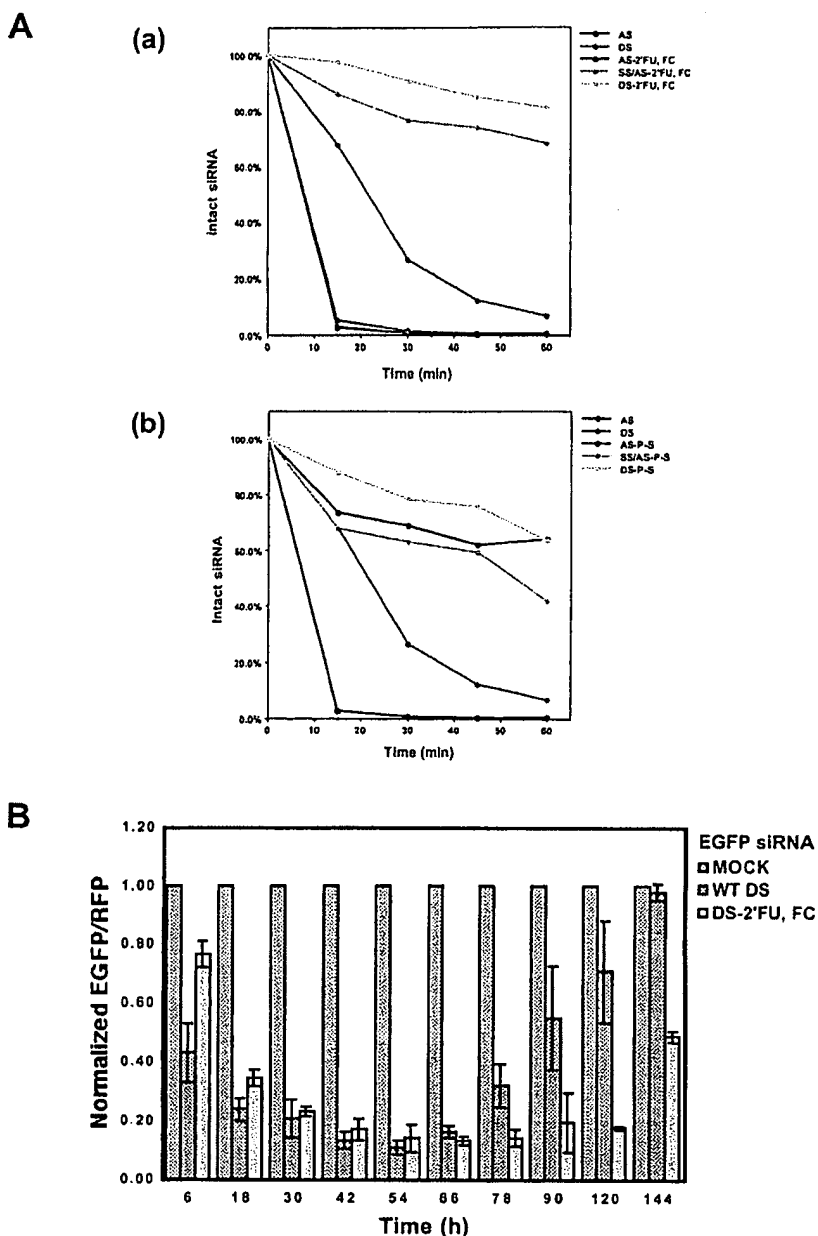 A
(a)
AS
DS
AS-2'FU, FC
SS/AS-2'FU, FC
DS-2'FU, FC
100.0%
80.0%
60.0%
40.0%
20.0%
0.0%
Intact siRNA
0 10 20 30 40 50 60
Time (min)
(b)
AS
DS
AS-P-S
SS/AS-P-S
DS-P-S
100.0%
80.0%
60.0%
40.0%
20.0%
0.0%
Intact siRNA
0 10 20 30 40 50 60
Time (min)
B
1.20
1.00
0.80
0.60
0.40
0.20
0.00
Normalized EGFP/RFP
6 18 30 42 54 66 78 90 120 144
Time (h)
EGFP siRNA
MOCK
WT DS
DS-2'FU, FC